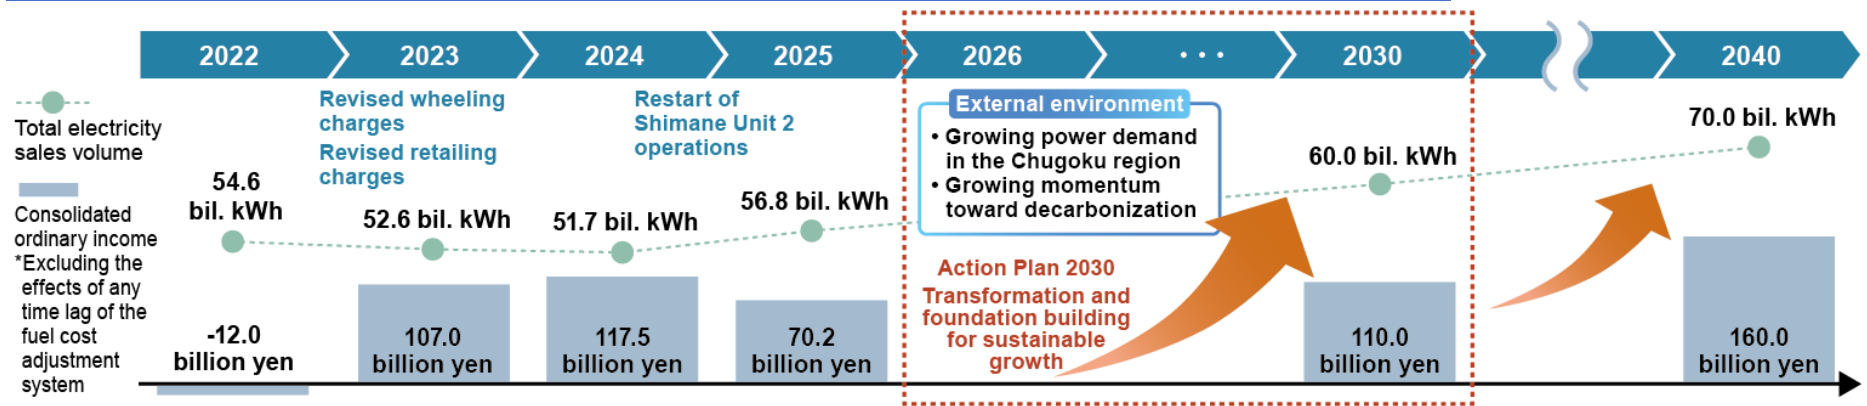 2022
2023
2024
2025
2026
• • •
2030
2040
Total electricity
sales volume
Consolidated
ordinary income
*Excluding the
effects of any
time lag of the
fuel cost
adjustment
system
Revised wheeling
charges
Revised retailing
charges
Restart of
Shimane Unit 2
operations
External environment
• Growing power demand
in the Chugoku region
• Growing momentum
toward decarbonization
54.6
bil. kWh
52.6 bil. kWh
51.7 bil. kWh
56.8 bil. kWh
60.0 bil. kWh
70.0 bil. kWh
Action Plan 2030
Transformation and
foundation building
for sustainable
growth
-12.0
billion yen
107.0
billion yen
117.5
billion yen
70.2
billion yen
110.0
billion yen
160.0
billion yen